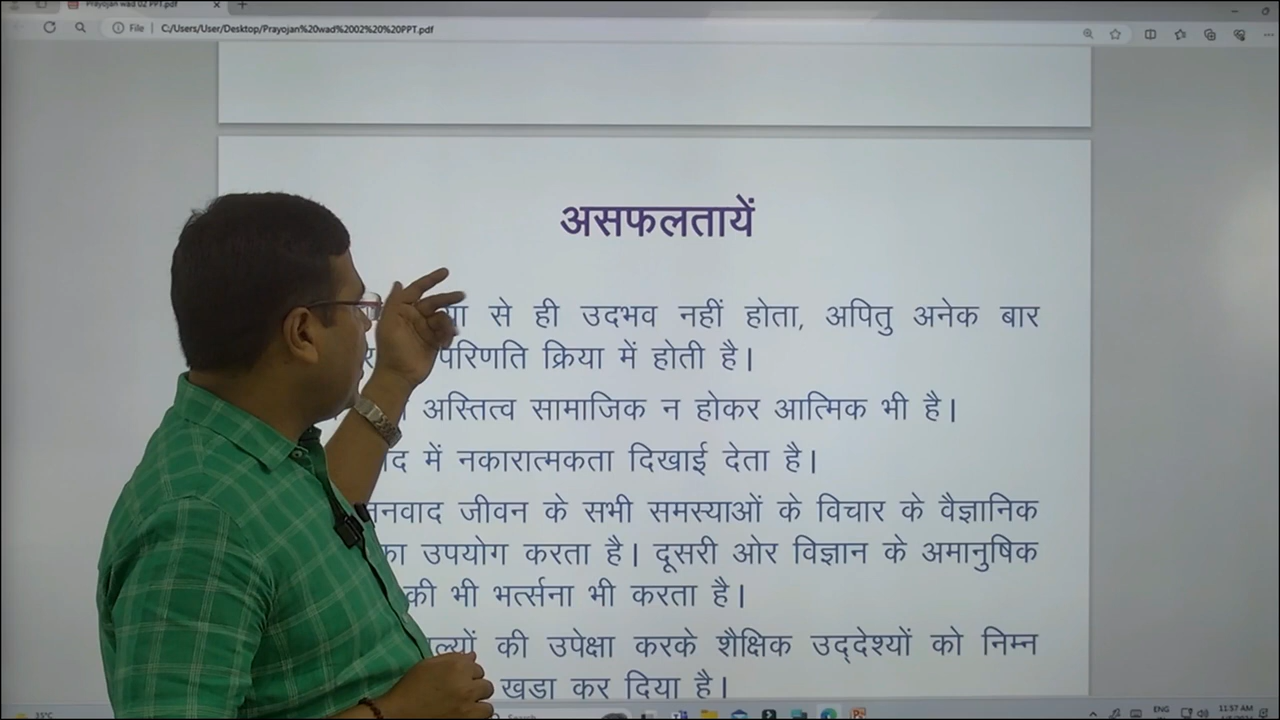 Prayojan wad 02 PPT.pdf
File | C:/Users/User/Desktop/Prayojan%20wad%2002%20%20PPT.pdf
असफलतायें
से ही उदभव नहीं होता, अपितु अनेक बार
परिणति क्रिया में होती है।
अस्तित्व सामाजिक न होकर आत्मिक भी है।
में नकारात्मकता दिखाई देता है।
जीवन के सभी समस्याओं के विचार के वैज्ञानिक
उपयोग करता है। दूसरी ओर विज्ञान के अमानुषिक
की भी भर्त्सना भी करता है।
की उपेक्षा करके शैक्षिक उद्देश्यों को निम्न
खडा कर दिया है।
Search
ENG
11:57 AM